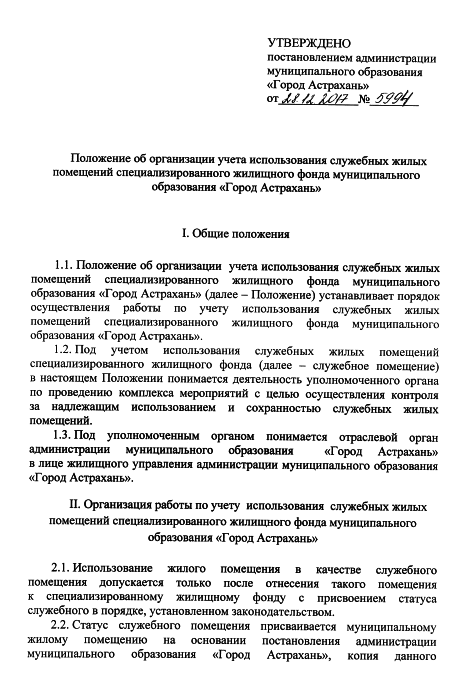 УТВЕРЖДЕНО
постановлением администрации
муниципального образования
«Город Астрахань»
от 28.12.2017 № 5994
Положение об организации учета использования служебных жилых
помещений специализированного жилищного фонда муниципального
образования «Город Астрахань»
I. Общие положения
1.1. Положение об организации учета использования служебных жилых
помещений специализированного жилищного фонда муниципального
образования «Город Астрахань» (далее – Положение) устанавливает порядок
осуществления работы по учету использования служебных жилых
помещений специализированного жилищного фонда муниципального
образования «Город Астрахань».
1.2. Под учетом использования служебных жилых помещений
специализированного жилищного фонда (далее – служебное помещение)
в настоящем Положении понимается деятельность уполномоченного органа
по проведению комплекса мероприятий с целью осуществления контроля
за надлежащим использованием и сохранностью служебных жилых
помещений.
1.3. Под уполномоченным органом понимается отраслевой орган
администрации муниципального образования «Город Астрахань»
в лице жилищного управления администрации муниципального образования
«Город Астрахань».
II. Организация работы по учету использования служебных жилых
помещений специализированного жилищного фонда муниципального
образования «Город Астрахань»
2.1. Использование жилого помещения в качестве служебного
помещения допускается только после отнесения такого помещения
к специализированному жилищному фонду с присвоением статуса
служебного в порядке, установленном законодательством.
2.2. Статус служебного помещения присваивается муниципальному
жилому помещению на основании постановления администрации
муниципального образования «Город Астрахань», копия данного